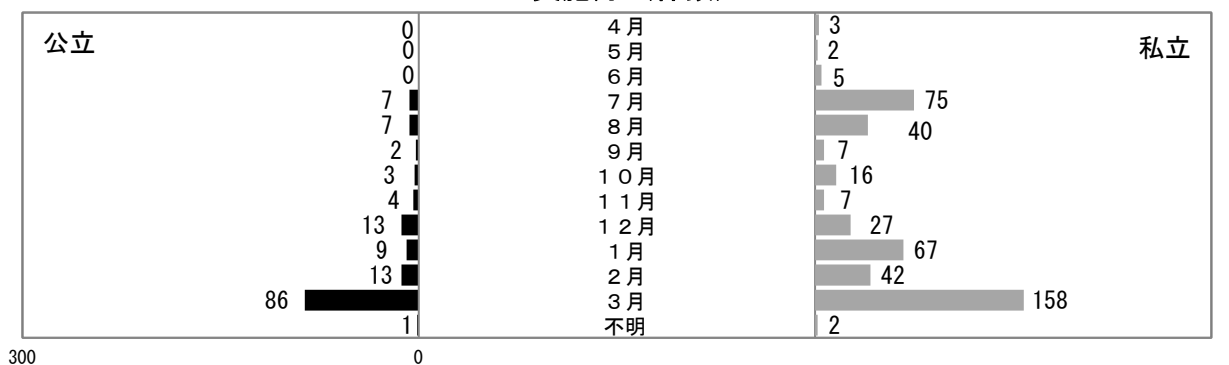 公立
私立
0 4月 3
0 5月 2
0 6月 5
7 7月 75
7 8月 40
2 9月 7
3 10月 16
4 11月 7
13 12月 27
9 1月 67
13 2月 42
86 3月 158
1 不明 2
300 0